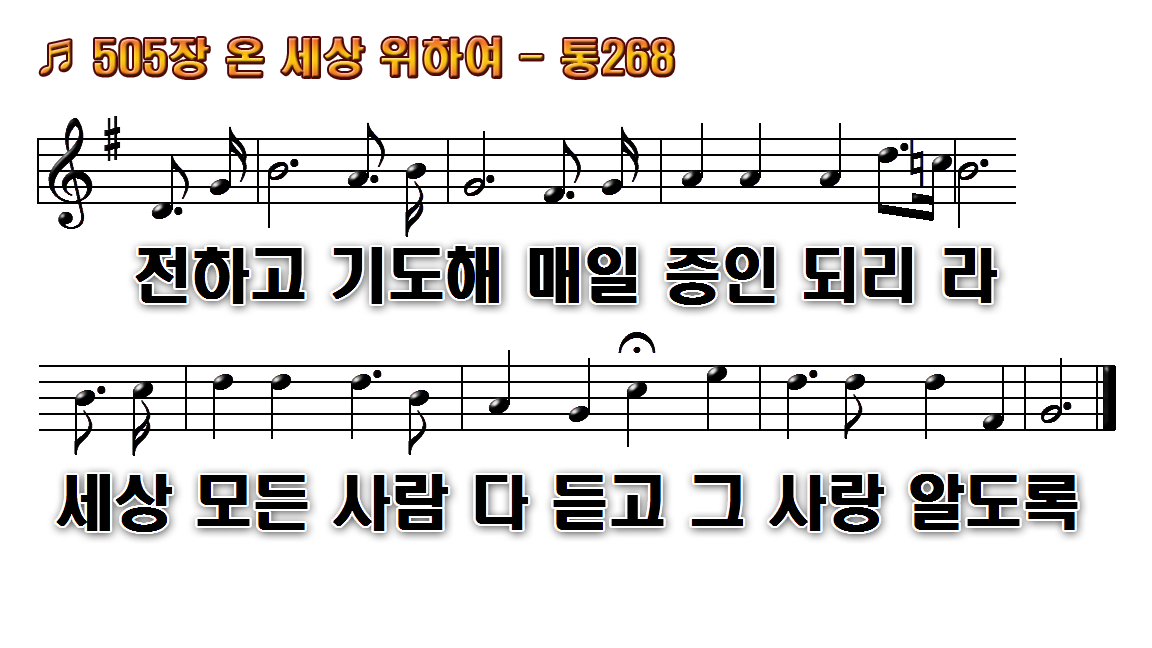 ♬ 505장 온 세상 위하여 - 통268
전하고 기도해 매일 증인 되리 라
세상 모든 사람 다 듣고 그 사랑 알도록